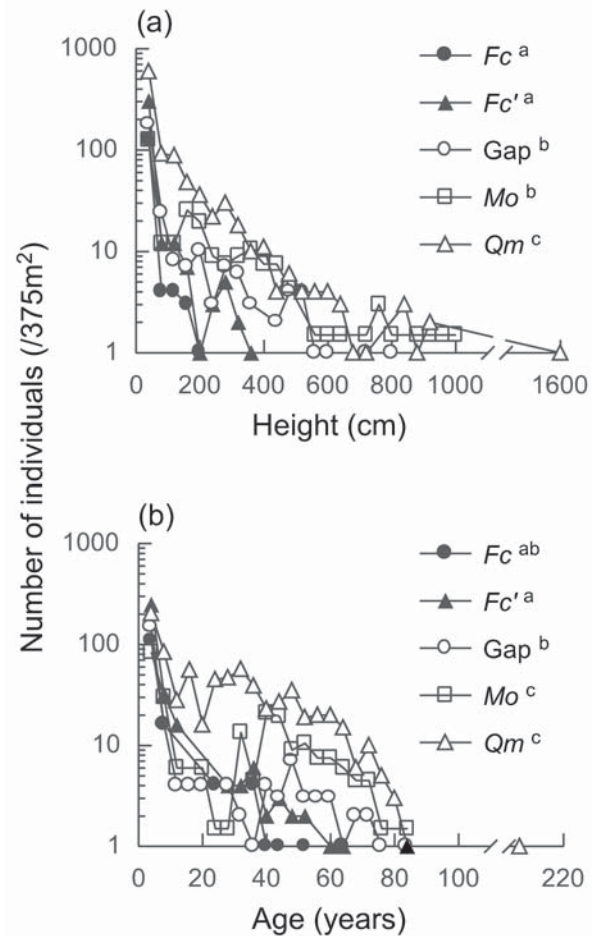 Number of individuals (/375m²)
(a)
1000
100
10
1
0
200
400
600
800
1000
1600
Height (cm)
Fc a
Fc' a
Gap b
Mo b
Qm c
(b)
1000
100
10
1
0
20
40
60
80
100
220
Age (years)
Fc ab
Fc' a
Gap b
Mo c
Qm c